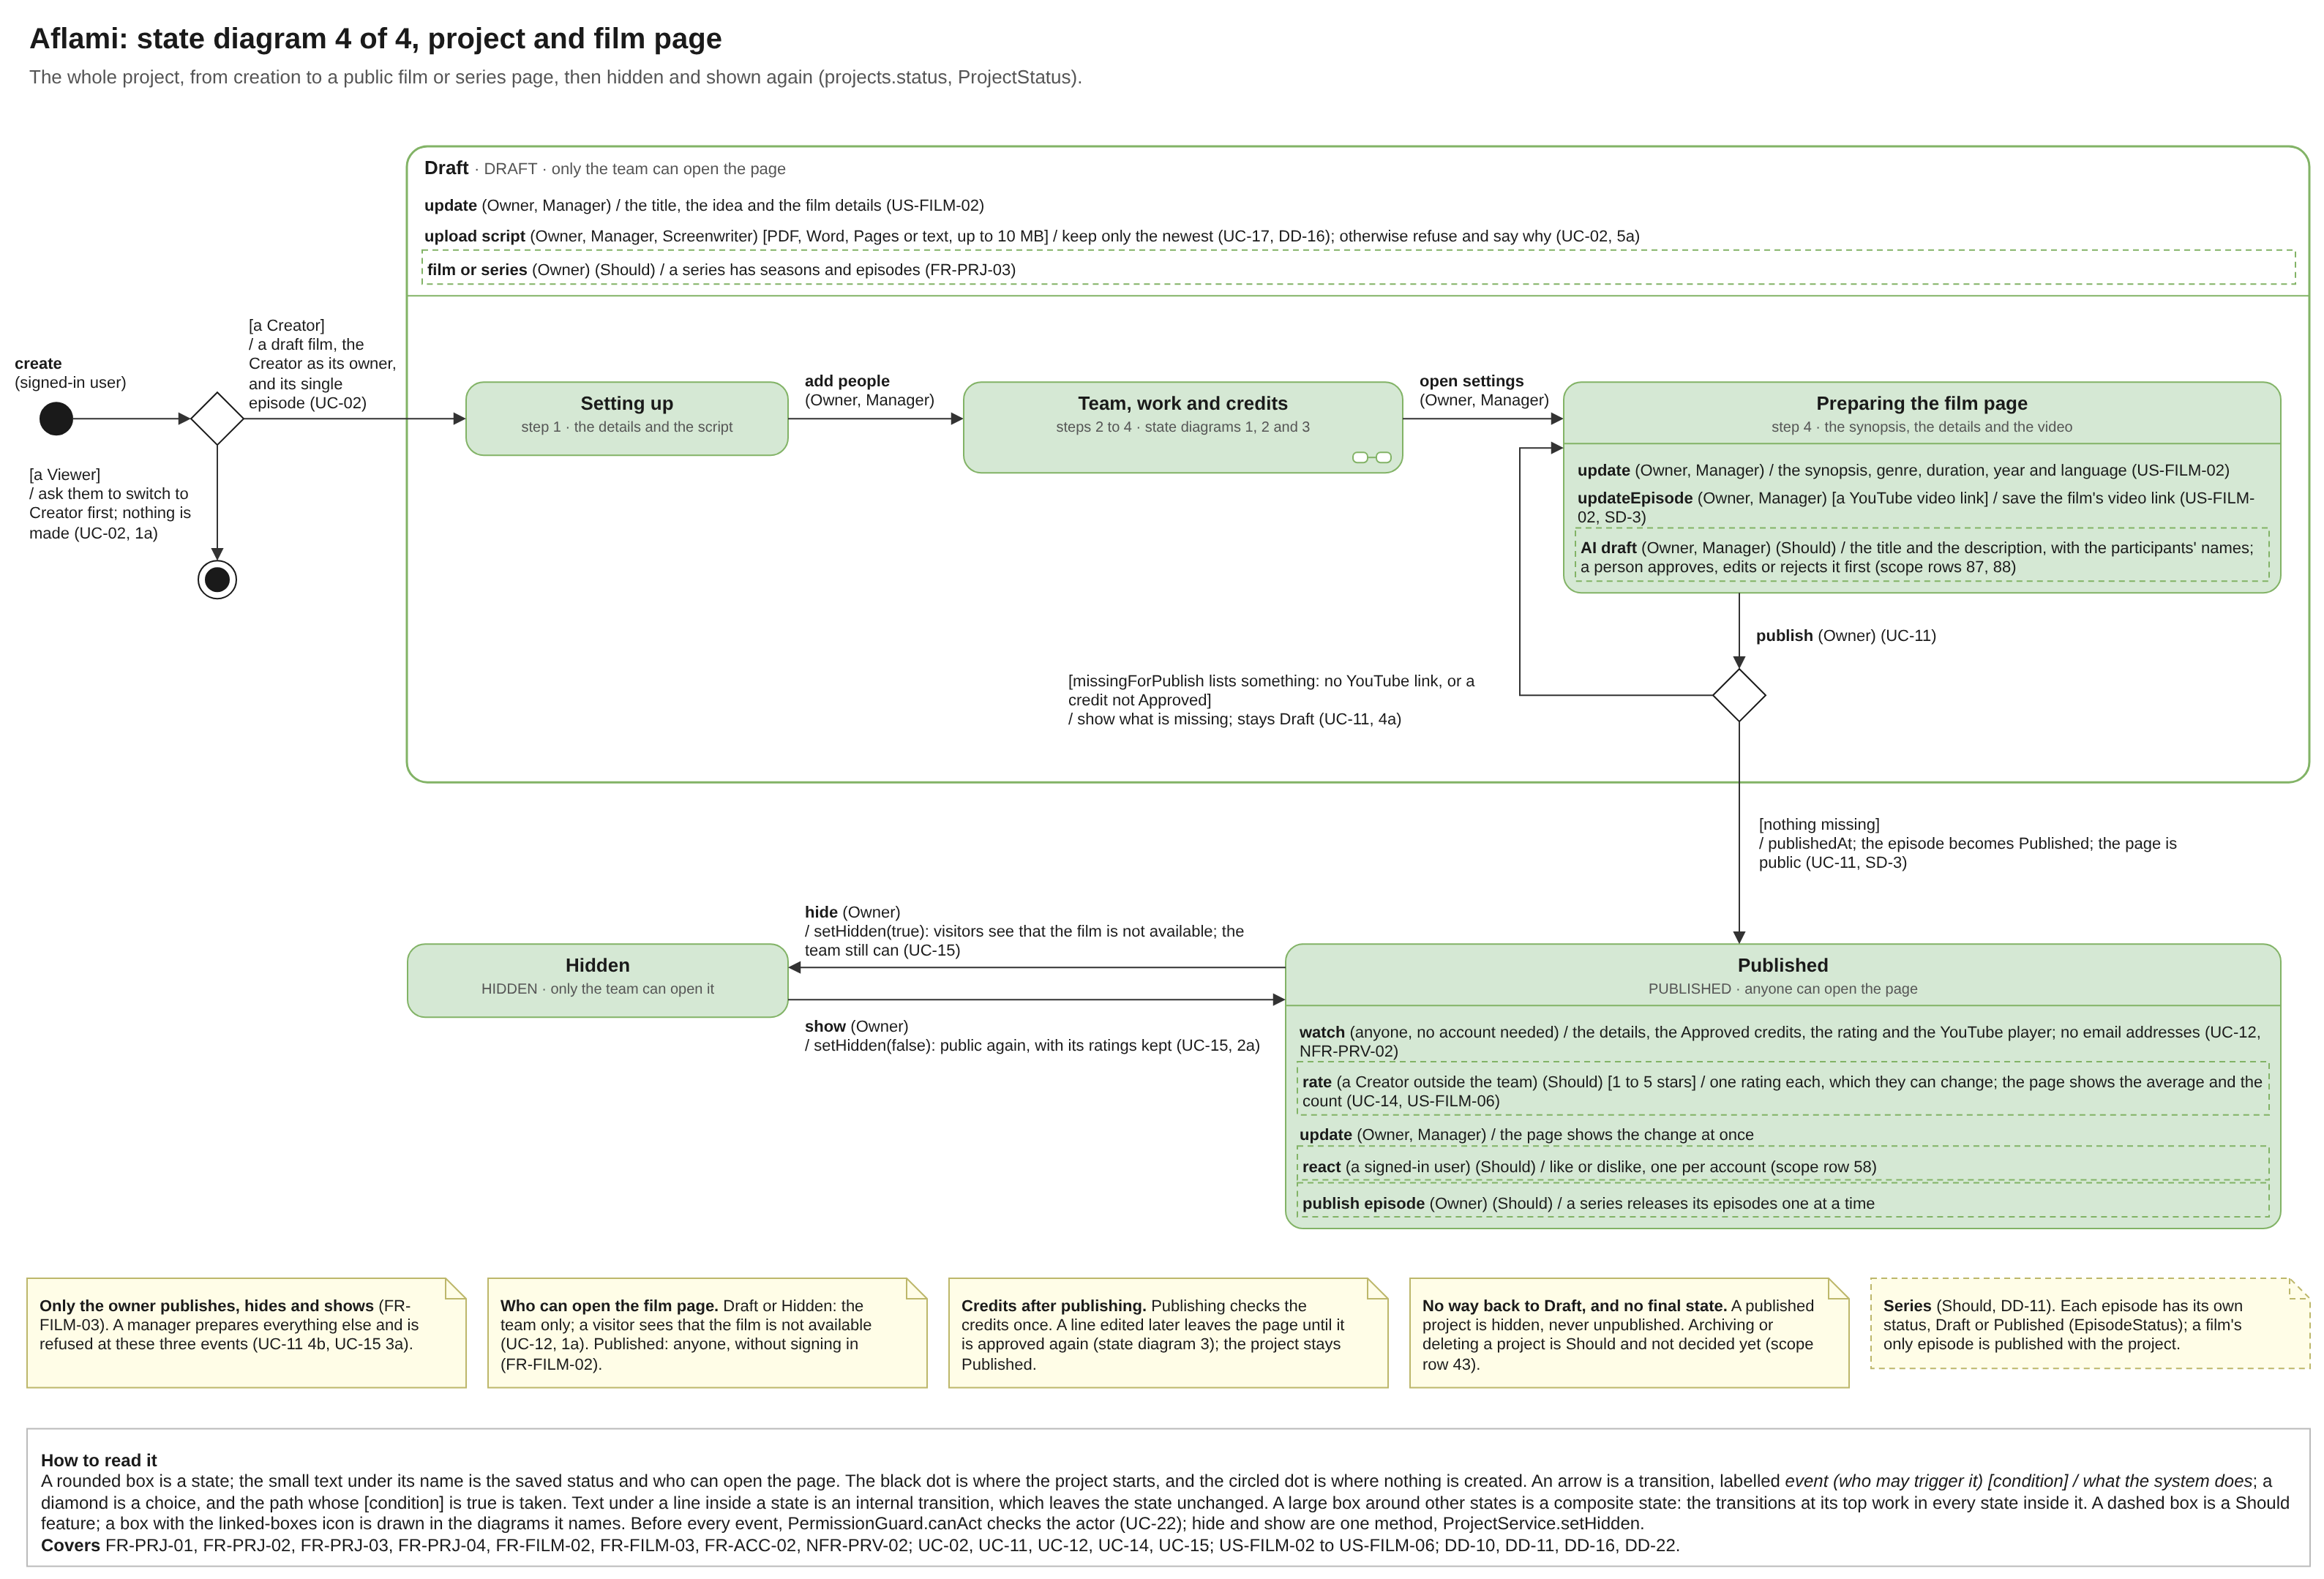 Aflami: state diagram 4 of 4, project and film page
The whole project, from creation to a public film or series page, then hidden and shown again (projects.status, ProjectStatus).
Draft · DRAFT · only the team can open the page
update (Owner, Manager) / the title, the idea and the film details (US-FILM-02)
upload script (Owner, Manager, Screenwriter) [PDF, Word, Pages or text, up to 10 MB] / keep only the newest (UC-17, DD-16); otherwise refuse and say why (UC-02, 5a)
film or series (Owner) (Should) / a series has seasons and episodes (FR-PRJ-03)
create
(signed-in user)
[a Creator]
/ a draft film, the
Creator as its owner,
and its single
episode (UC-02)
[a Viewer]
/ ask them to switch to
Creator first; nothing is
made (UC-02, 1a)
Setting up
step 1 · the details and the script
add people
(Owner, Manager)
Team, work and credits
steps 2 to 4 · state diagrams 1, 2 and 3
open settings
(Owner, Manager)
Preparing the film page
step 4 · the synopsis, the details and the video
update (Owner, Manager) / the synopsis, genre, duration, year and language (US-FILM-02)
updateEpisode (Owner, Manager) [a YouTube video link] / save the film's video link (US-FILM-
02, SD-3)
AI draft (Owner, Manager) (Should) / the title and the description, with the participants' names;
a person approves, edits or rejects it first (scope rows 87, 88)
publish (Owner) (UC-11)
[missingForPublish lists something: no YouTube link, or a
credit not Approved]
/ show what is missing; stays Draft (UC-11, 4a)
[nothing missing]
/ publishedAt; the episode becomes Published; the page is
public (UC-11, SD-3)
hide (Owner)
/ setHidden(true): visitors see that the film is not available; the
team still can (UC-15)
Hidden
HIDDEN · only the team can open it
show (Owner)
/ setHidden(false): public again, with its ratings kept (UC-15, 2a)
Published
PUBLISHED · anyone can open the page
watch (anyone, no account needed) / the details, the Approved credits, the rating and the YouTube player; no email addresses (UC-12,
NFR-PRV-02)
rate (a Creator outside the team) (Should) [1 to 5 stars] / one rating each, which they can change; the page shows the average and the
count (UC-14, US-FILM-06)
update (Owner, Manager) / the page shows the change at once
react (a signed-in user) (Should) / like or dislike, one per account (scope row 58)
publish episode (Owner) (Should) / a series releases its episodes one at a time
Only the owner publishes, hides and shows (FR-
FILM-03). A manager prepares everything else and is
refused at these three events (UC-11 4b, UC-15 3a).
Who can open the film page. Draft or Hidden: the
team only; a visitor sees that the film is not available
(UC-12, 1a). Published: anyone, without signing in
(FR-FILM-02).
Credits after publishing. Publishing checks the
credits once. A line edited later leaves the page until it
is approved again (state diagram 3); the project stays
Published.
No way back to Draft, and no final state. A published
project is hidden, never unpublished. Archiving or
deleting a project is Should and not decided yet (scope
row 43).
Series (Should, DD-11). Each episode has its own
status, Draft or Published (EpisodeStatus); a film's
only episode is published with the project.
How to read it
A rounded box is a state; the small text under its name is the saved status and who can open the page. The black dot is where the project starts, and the circled dot is where nothing is created. An arrow is a transition, labelled event (who may trigger it) [condition] / what the system does; a
diamond is a choice, and the path whose [condition] is true is taken. Text under a line inside a state is an internal transition, which leaves the state unchanged. A large box around other states is a composite state: the transitions at its top work in every state inside it. A dashed box is a Should
feature; a box with the linked-boxes icon is drawn in the diagrams it names. Before every event, PermissionGuard.canAct checks the actor (UC-22); hide and show are one method, ProjectService.setHidden.
Covers FR-PRJ-01, FR-PRJ-02, FR-PRJ-03, FR-PRJ-04, FR-FILM-02, FR-FILM-03, FR-ACC-02, NFR-PRV-02; UC-02, UC-11, UC-12, UC-14, UC-15; US-FILM-02 to US-FILM-06; DD-10, DD-11, DD-16, DD-22.